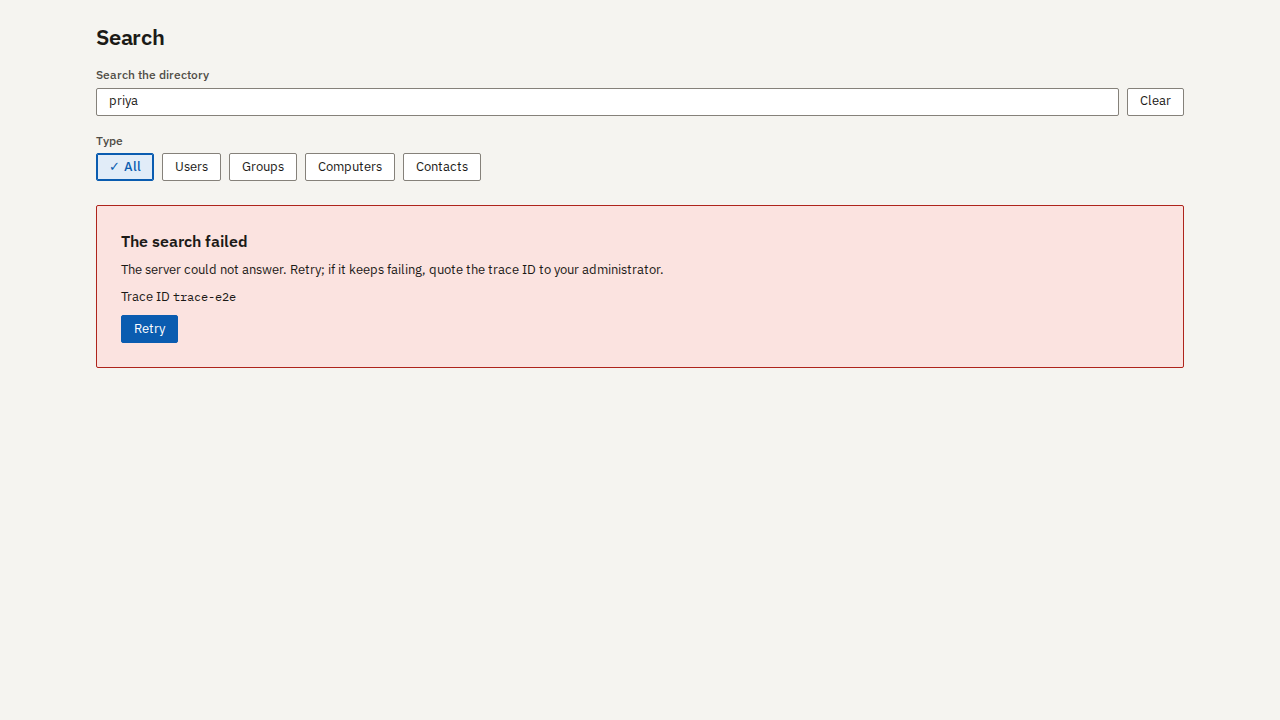 Search
Search the directory
priya
Clear
Type
✓ All
Users
Groups
Computers
Contacts
The search failed
The server could not answer. Retry; if it keeps failing, quote the trace ID to your administrator.
Trace ID trace-e2e
Retry